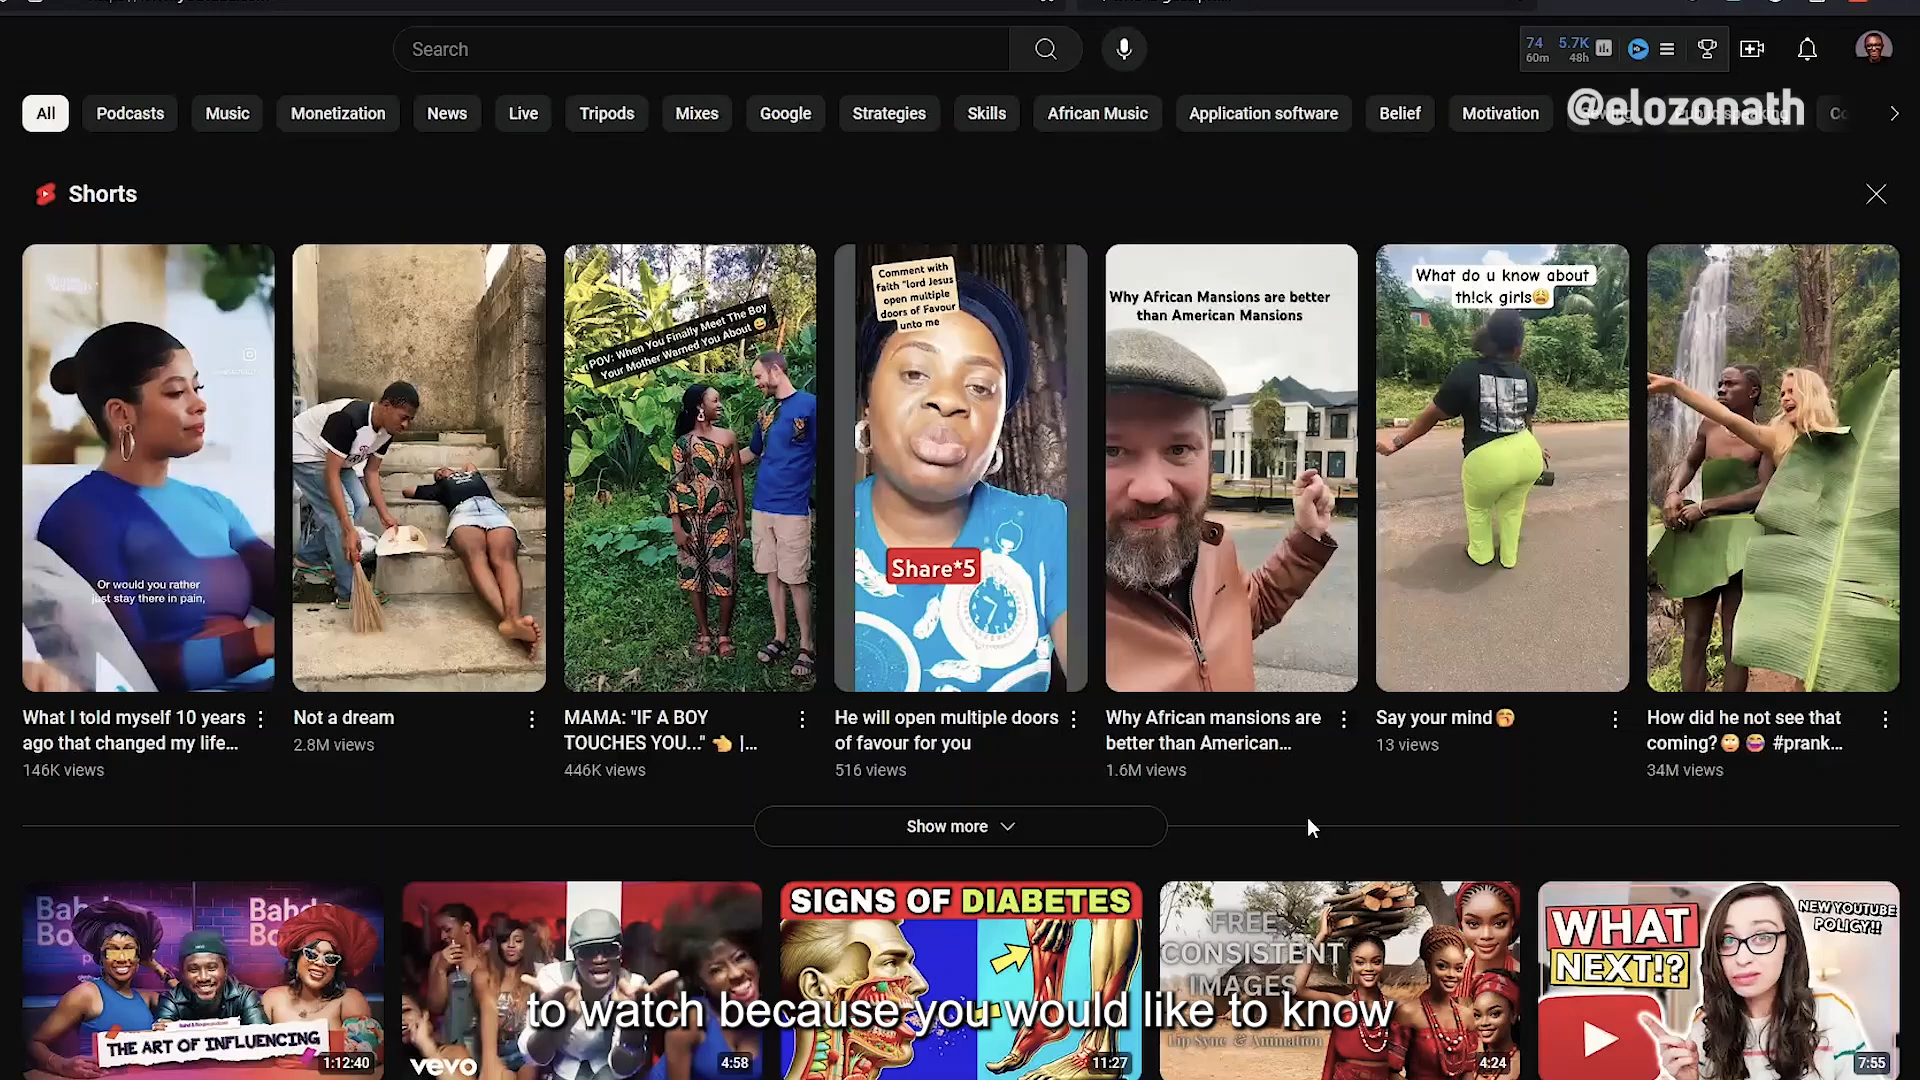 Search
74
60m
5.7K
48h
All
Podcasts
Music
Monetization
News
Live
Tripods
Mixes
Google
Strategies
Skills
African Music
Application software
Belief
Motivation
@elozonath
Shorts
Or would you rather
just stay there in pain,
POV: When You Finally Meet The Boy
Your Mother Warned You About 😅
Comment with
faith "lord Jesus
open multiple
doors of Favour
unto me
Share*5
Why African Mansions are better
than American Mansions
What do u know about
th!ck girls😩
What I told myself 10 years
ago that changed my life...
146K views
Not a dream
2.8M views
MAMA: "IF A BOY
TOUCHES YOU..." 👈 |...
446K views
He will open multiple doors
of favour for you
516 views
Why African mansions are
better than American...
1.6M views
Say your mind🥱
13 views
How did he not see that
coming?🙄 😂 #prank...
34M views
Show more
THE ART OF INFLUENCING
1:12:40
vevo
4:58
SIGNS OF DIABETES
11:27
FREE
CONSISTENT
IMAGES
Lip Sync & Animation
4:24
WHAT
NEXT!?
NEW YOUTUBE
POLICY!!
7:55
to watch because you would like to know